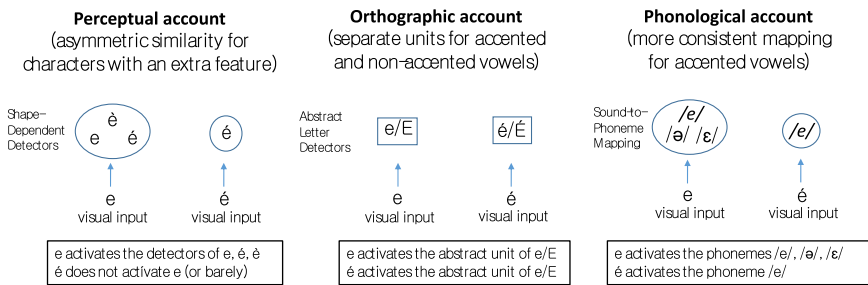 Perceptual account
(asymmetric similarity for
characters with an extra feature)
Shape-
Dependent
Detectors
è
e é
é
e
visual input
é
visual input
e activates the detectors of e, é, è
é does not activate e (or barely)
Orthographic account
(separate units for accented
and non-accented vowels)
Abstract
Letter
Detectors
e/E
é/É
e
visual input
é
visual input
e activates the abstract unit of e/E
é activates the abstract unit of e/E
Phonological account
(more consistent mapping
for accented vowels)
Sound-to-
Phoneme
Mapping
/e/
/ə/ /ɛ/
/e/
e
visual input
é
visual input
e activates the phonemes /e/, /ə/, /ɛ/
é activates the phoneme /e/